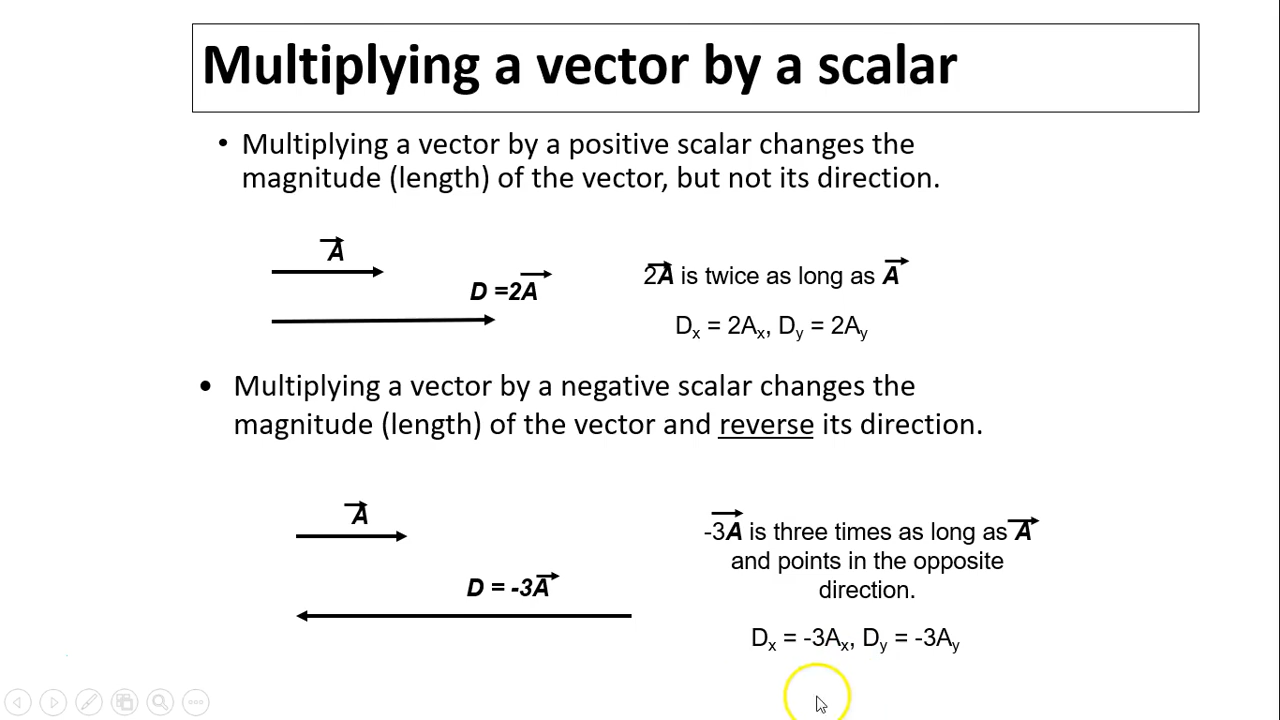 Multiplying a vector by a scalar
• Multiplying a vector by a positive scalar changes the
magnitude (length) of the vector, but not its direction.
A
D =2A
2A is twice as long as A
Dx = 2Ax, Dy = 2Ay
• Multiplying a vector by a negative scalar changes the
magnitude (length) of the vector and reverse its direction.
A
D = -3A
-3A is three times as long as A
and points in the opposite
direction.
Dx = -3Ax, Dy = -3Ay